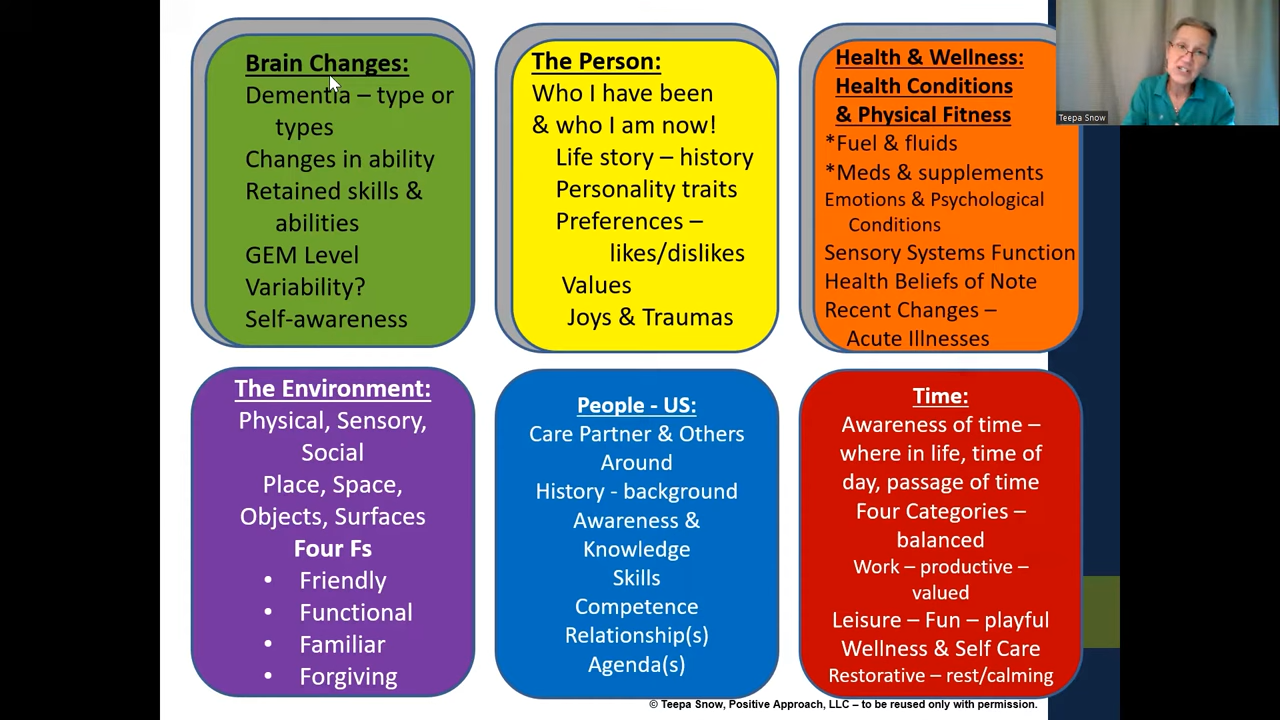 Brain Changes:
Dementia – type or
types
Changes in ability
Retained skills &
abilities
GEM Level
Variability?
Self-awareness
The Person:
Who I have been
& who I am now!
Life story – history
Personality traits
Preferences –
likes/dislikes
Values
Joys & Traumas
Health & Wellness:
Health Conditions
& Physical Fitness
*Fuel & fluids
*Meds & supplements
Emotions & Psychological
Conditions
Sensory Systems Function
Health Beliefs of Note
Recent Changes –
Acute Illnesses
Teepa Snow
The Environment:
Physical, Sensory,
Social
Place, Space,
Objects, Surfaces
Four Fs
• Friendly
• Functional
• Familiar
• Forgiving
People - US:
Care Partner & Others
Around
History - background
Awareness &
Knowledge
Skills
Competence
Relationship(s)
Agenda(s)
Time:
Awareness of time –
where in life, time of
day, passage of time
Four Categories –
balanced
Work – productive –
valued
Leisure – Fun – playful
Wellness & Self Care
Restorative – rest/calming
© Teepa Snow, Positive Approach, LLC – to be reused only with permission.